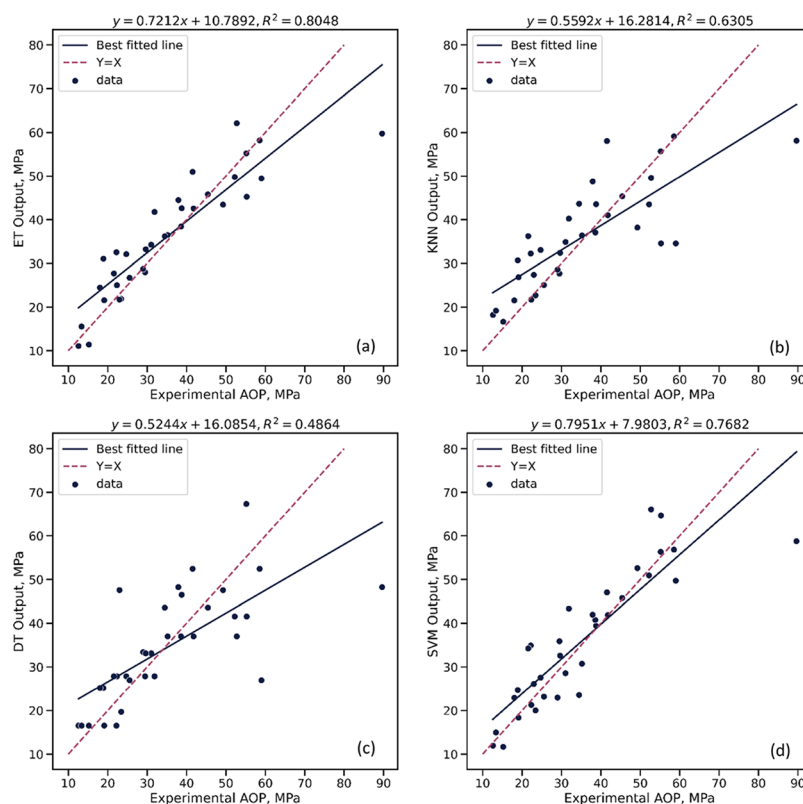 y = 0.7212x + 10.7892, R² = 0.8048
Best fitted line
Y=X
data
80
70
60
50
40
30
20
10
ET Output, MPa
(a)
10 20 30 40 50 60 70 80 90
Experimental AOP, MPa
y = 0.5592x + 16.2814, R² = 0.6305
Best fitted line
Y=X
data
80
70
60
50
40
30
20
10
KNN Output, MPa
(b)
10 20 30 40 50 60 70 80 90
Experimental AOP, MPa
y = 0.5244x + 16.0854, R² = 0.4864
Best fitted line
Y=X
data
80
70
60
50
40
30
20
10
DT Output, MPa
(c)
10 20 30 40 50 60 70 80 90
Experimental AOP, MPa
y = 0.7951x + 7.9803, R² = 0.7682
Best fitted line
Y=X
data
80
70
60
50
40
30
20
10
SVM Output, MPa
(d)
10 20 30 40 50 60 70 80 90
Experimental AOP, MPa